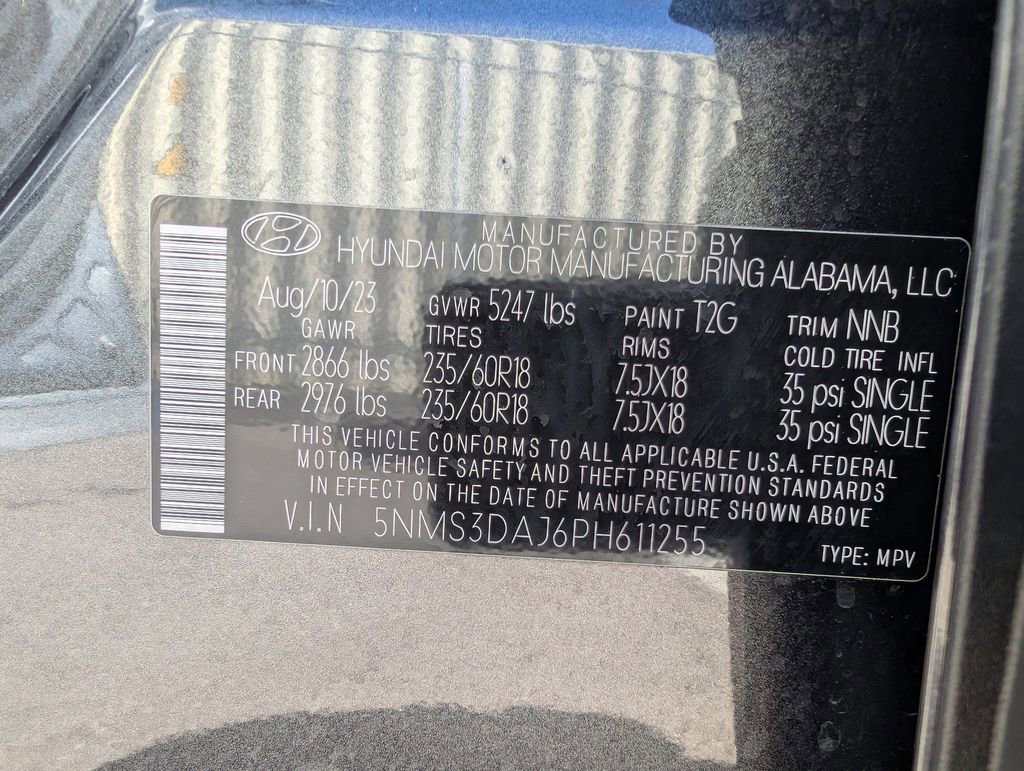 MANUFACTURED BY
HYUNDAI MOTOR MANUFACTURING ALABAMA, LLC
Aug/10/23 GVWR 5247 lbs PAINT T2G TRIM NNB
GAWR TIRES RIMS COLD TIRE INFL
FRONT 2866 lbs 235/60R18 7.5JX18 35 psi SINGLE
REAR 2976 lbs 235/60R18 7.5JX18 35 psi SINGLE
THIS VEHICLE CONFORMS TO ALL APPLICABLE U.S.A. FEDERAL
MOTOR VEHICLE SAFETY AND THEFT PREVENTION STANDARDS
IN EFFECT ON THE DATE OF MANUFACTURE SHOWN ABOVE
V.I.N 5NMS3DAJ6PH611255
TYPE: MPV